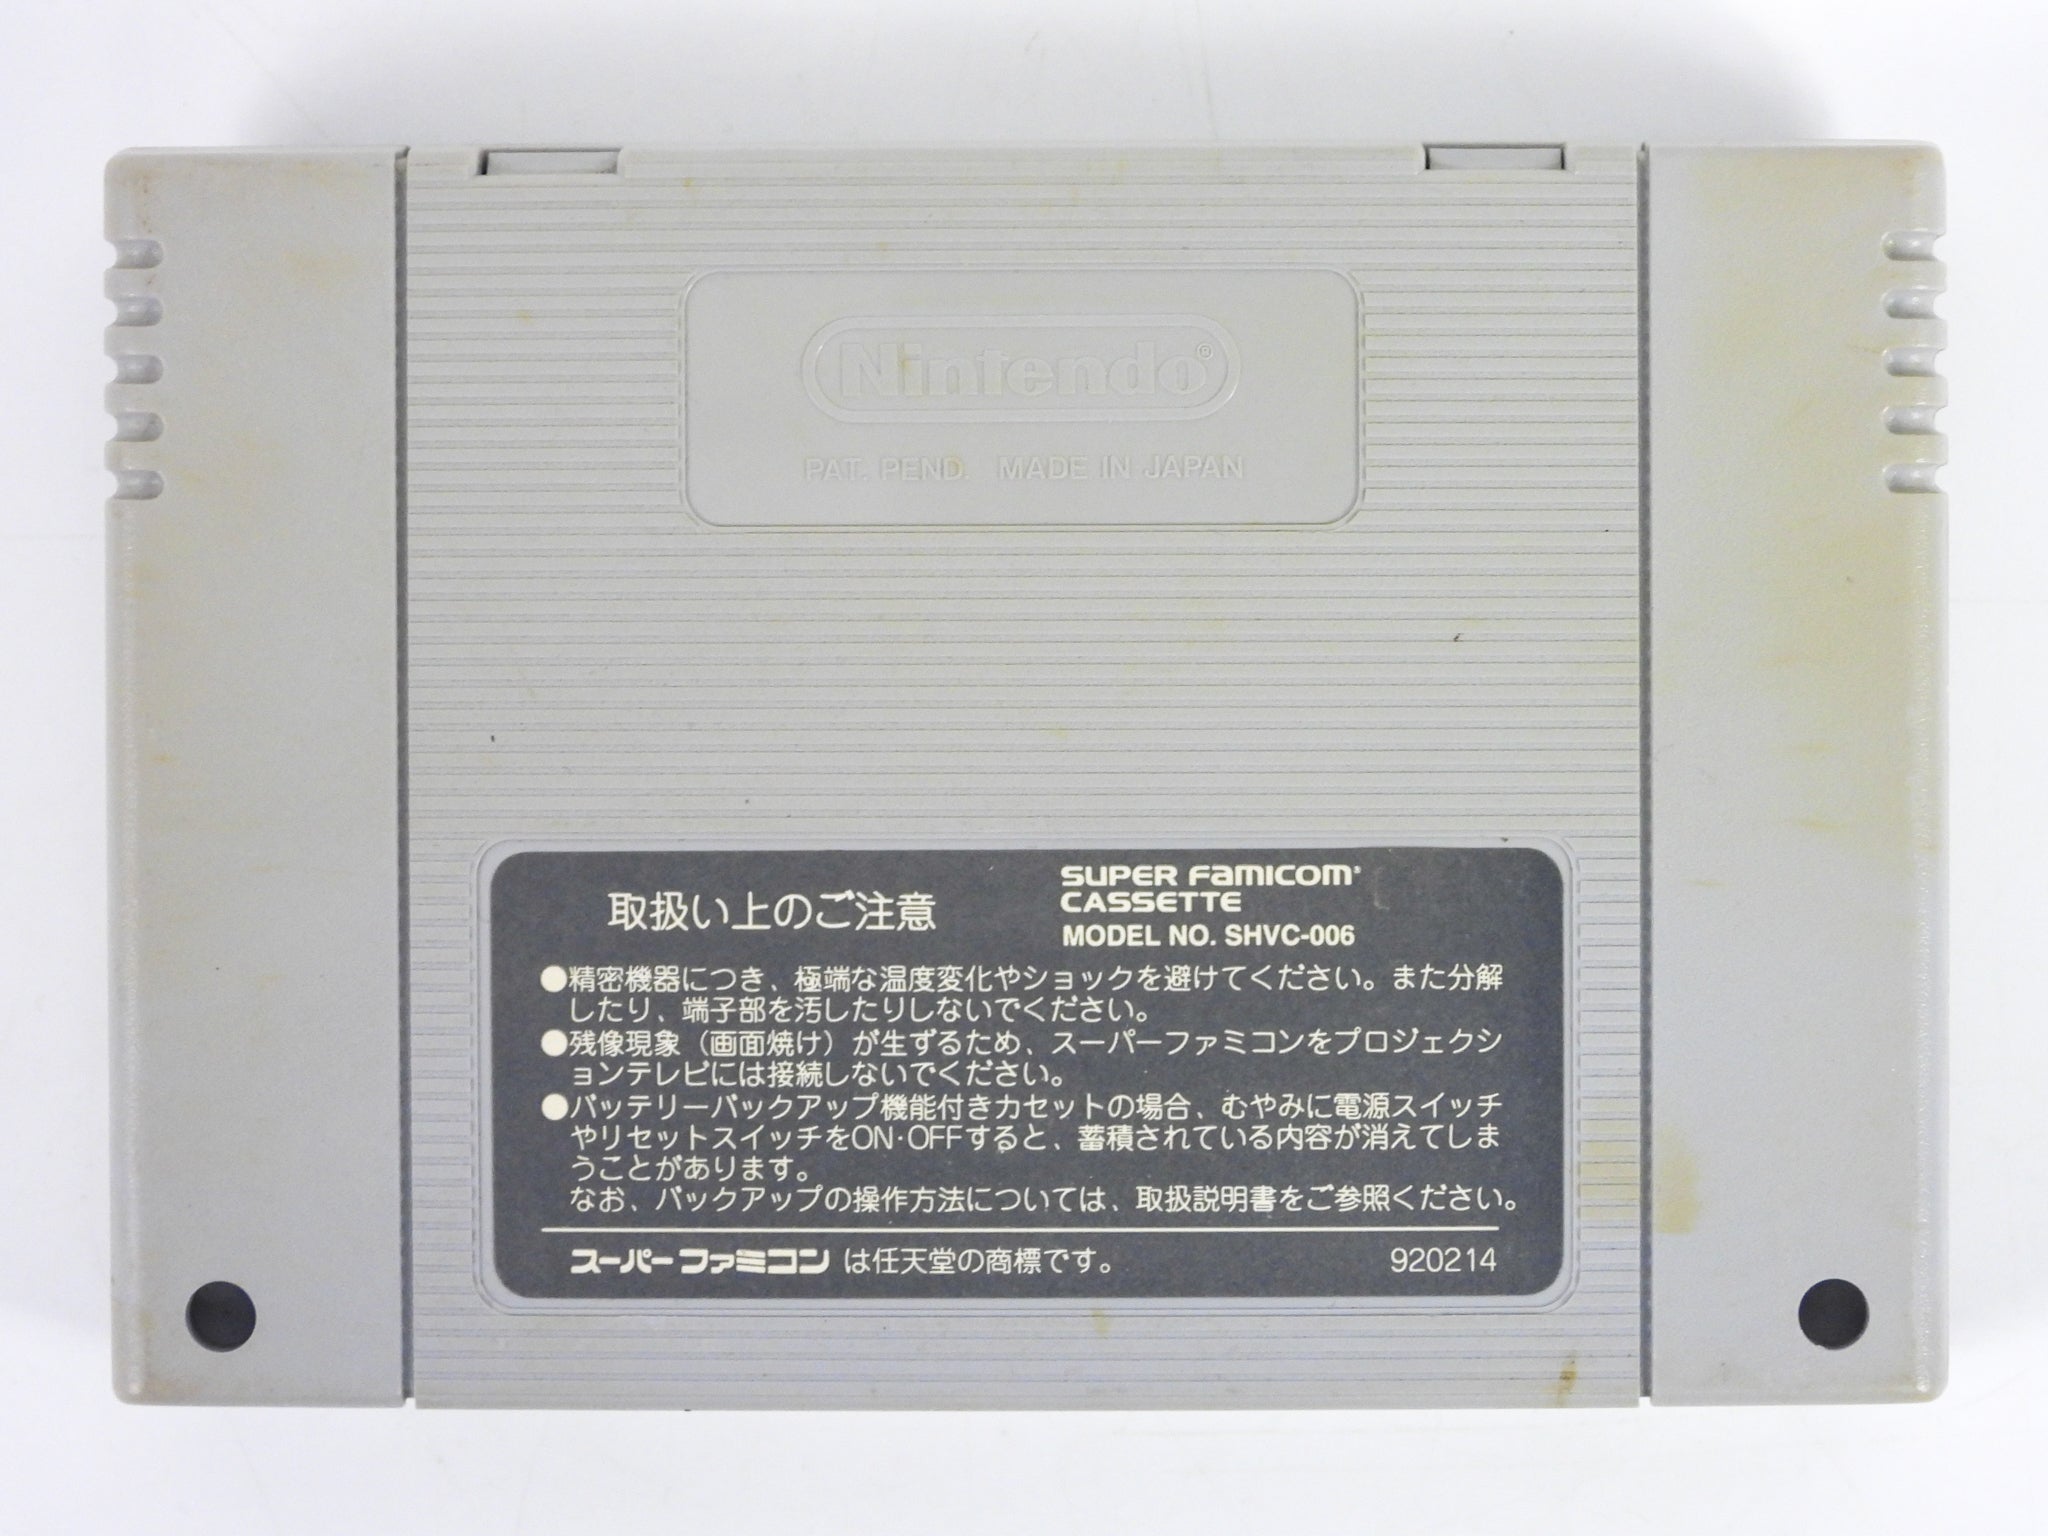 Nintendo®
PAT. PEND. MADE IN JAPAN
取扱い上のご注意
SUPER FAMICOM
CASSETTE
MODEL NO. SHVC-006
●精密機器につき、極端な温度変化やショックを避けてください。また分解
したり、端子部を汚したりしないでください。
●残像現象(画面焼け)が生ずるため、スーパーファミコンをプロジェクシ
ョンテレビには接続しないでください。
●バッテリーバックアップ機能付きカセットの場合、むやみに電源スイッチ
やリセットスイッチをON·OFFすると、蓄積されている内容が消えてしま
うことがあります。
なお、バックアップの操作方法については、取扱説明書をご参照ください。
スーパーファミコン は任天堂の商標です。 920214